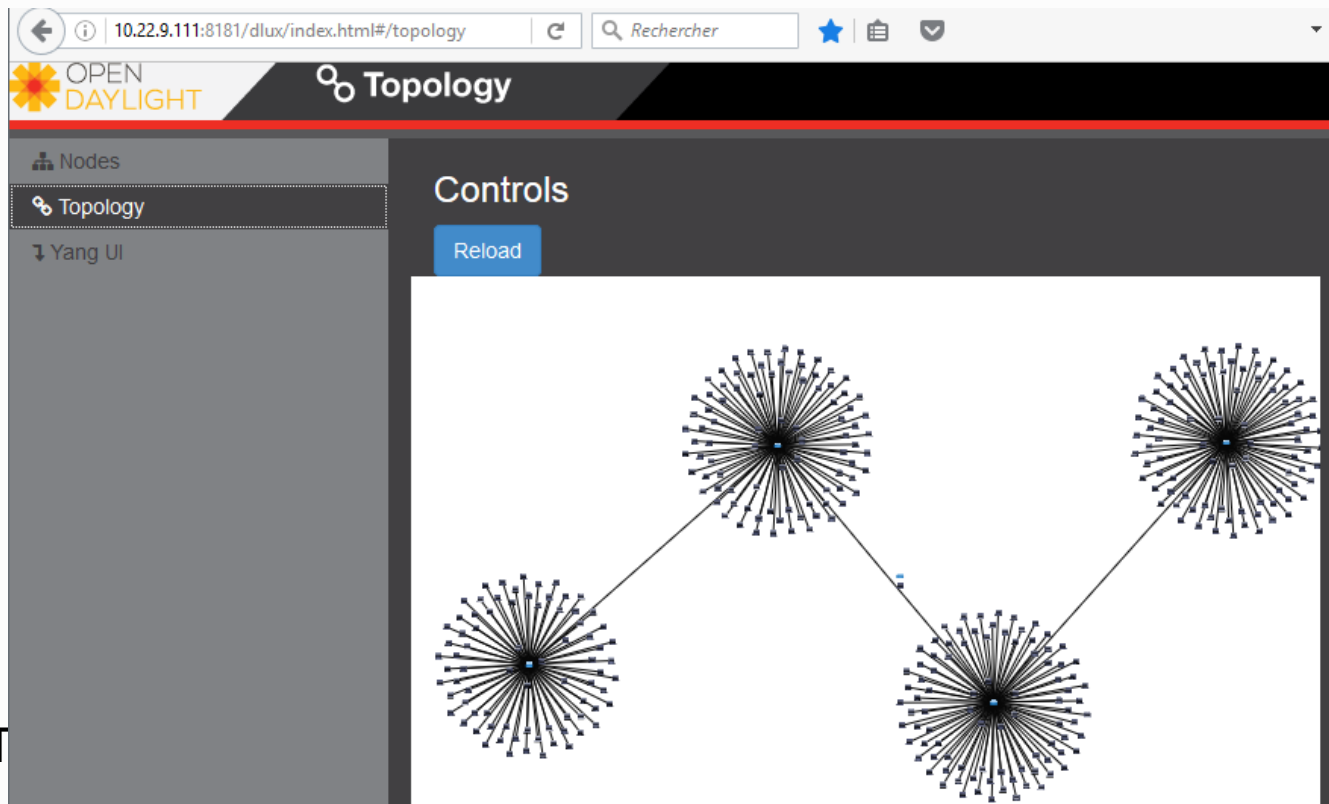 10.22.9.111:8181/dlux/index.html#/topology
Rechercher
OPEN
DAYLIGHT
Topology
Nodes
Topology
Yang UI
Controls
Reload